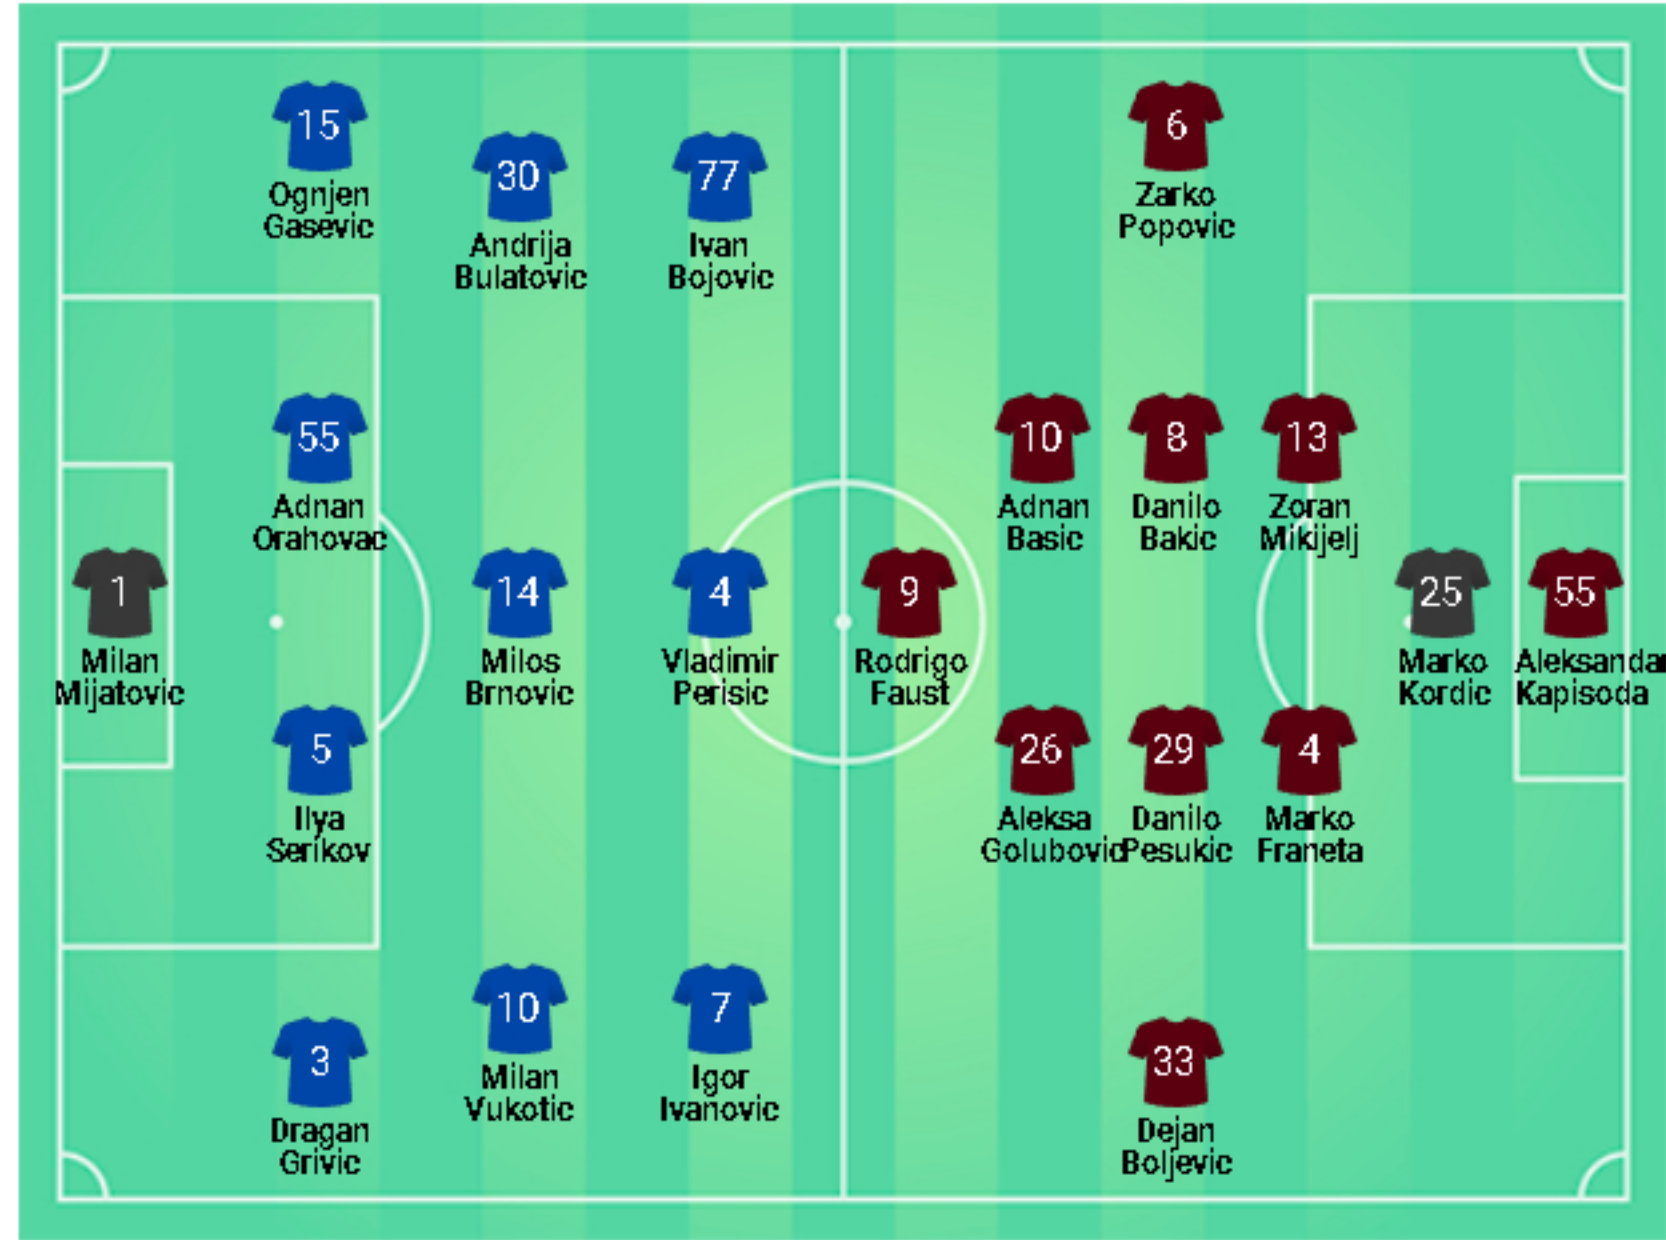 15
Ognjen
Gasevic
30
Andrija
Bulatovic
77
Ivan
Bojovic
6
Zarko
Popovic
55
Adnan
Orahovac
10
Adnan
Basic
8
Danilo
Bakic
13
Zoran
Mikijelj
1
Milan
Mijatovic
14
Milos
Brnovic
4
Vladimir
Perisic
9
Rodrigo
Faust
25
Marko
Kordic
55
Aleksandar
Kapisoda
5
Ilya
Serikov
26
Aleksa
Golubovic
29
Danilo
Pesukic
4
Marko
Franeta
3
Dragan
Grivic
10
Milan
Vukotic
7
Igor
Ivanovic
33
Dejan
Boljevic